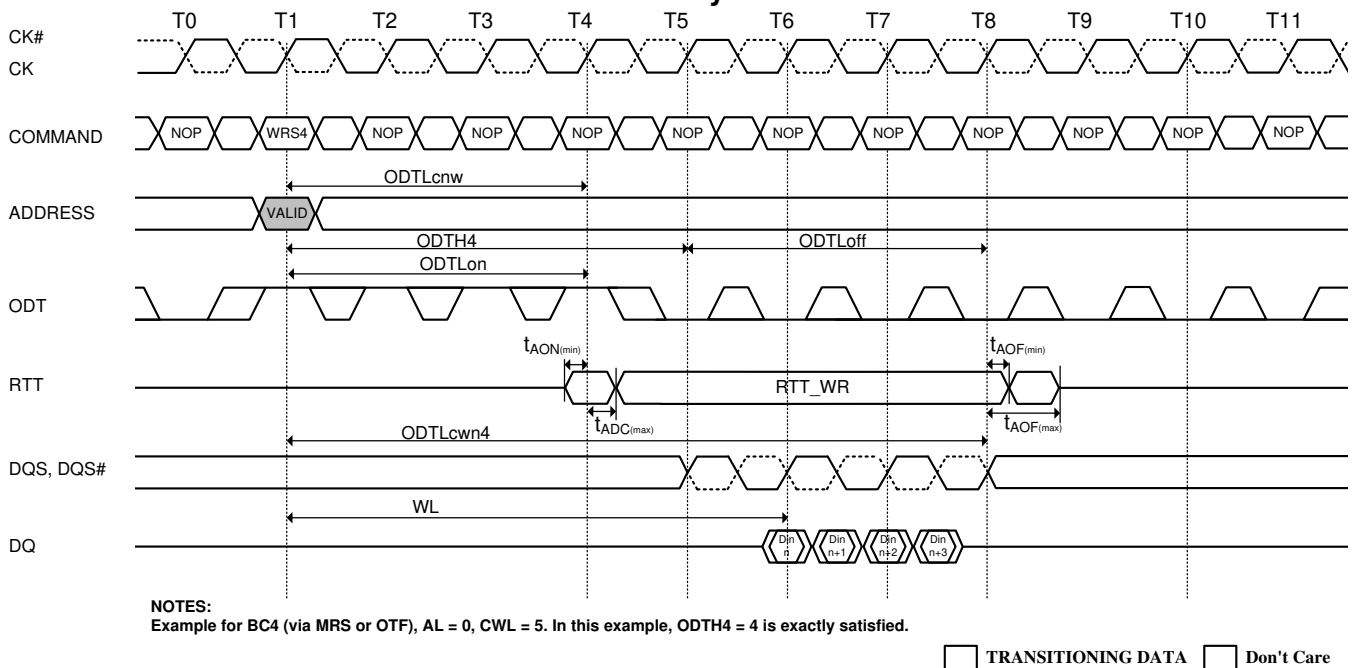 T0 T1 T2 T3 T4 T5 T6 T7 T8 T9 T10 T11
CK#
CK
COMMAND NOP WRS4 NOP NOP NOP NOP NOP NOP NOP NOP NOP NOP
ODTLcnw
ADDRESS VALID
ODTH4 ODTLoff
ODTLon
ODT
tAON(min) tAOF(min)
RTT RTT_WR
tADC(max) tAOF(max)
ODTLcwn4
DQS, DQS#
WL
DQ Din n Din n+1 Din n+2 Din n+3
NOTES:
Example for BC4 (via MRS or OTF), AL = 0, CWL = 5. In this example, ODTH4 = 4 is exactly satisfied.
TRANSITIONING DATA Don't Care